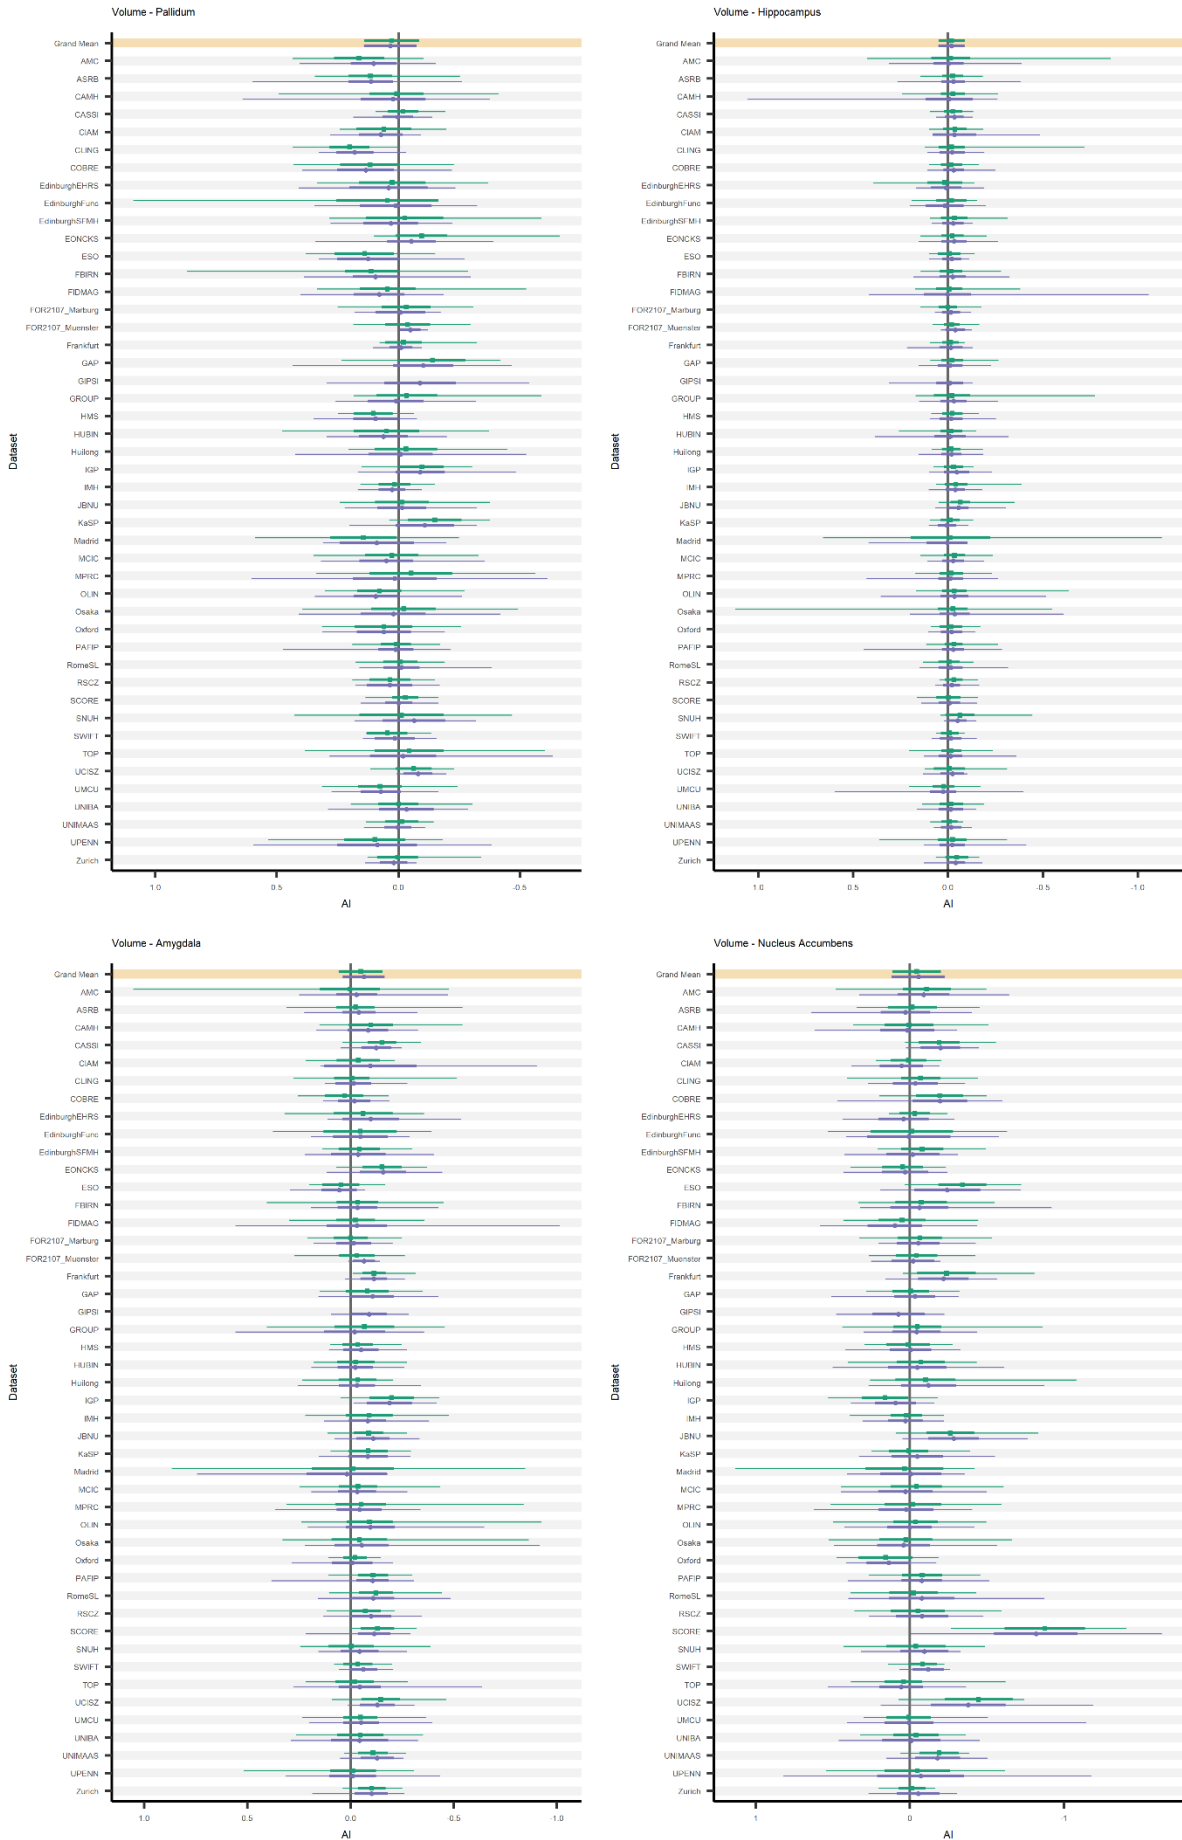 Volume - Pallidum
Grand Mean
AMC
ASRB
CAMH
CASSI
CIAM
CLING
COBRE
EdinburghEHRS
EdinburghFunc
EdinburghSFMH
EONCKS
ESO
FBIRN
FIDMAG
FOR2107_Marburg
FOR2107_Muenster
Frankfurt
GAP
GIPSI
GROUP
HMS
HUBIN
Huilong
IGP
IMH
JBNU
KaSP
Madrid
MCIC
MPRC
OLIN
Osaka
Oxford
PAFIP
RomeSL
RSCZ
SCORE
SNUH
SWIFT
TOP
UCISZ
UMCU
UNIBA
UNIMAAS
UPENN
Zurich
Dataset
1.0 0.5 0.0 -0.5
AI
Volume - Hippocampus
Grand Mean
AMC
ASRB
CAMH
CASSI
CIAM
CLING
COBRE
EdinburghEHRS
EdinburghFunc
EdinburghSFMH
EONCKS
ESO
FBIRN
FIDMAG
FOR2107_Marburg
FOR2107_Muenster
Frankfurt
GAP
GIPSI
GROUP
HMS
HUBIN
Huilong
IGP
IMH
JBNU
KaSP
Madrid
MCIC
MPRC
OLIN
Osaka
Oxford
PAFIP
RomeSL
RSCZ
SCORE
SNUH
SWIFT
TOP
UCISZ
UMCU
UNIBA
UNIMAAS
UPENN
Zurich
Dataset
1.0 0.5 0.0 -0.5 -1.0
AI
Volume - Amygdala
Grand Mean
AMC
ASRB
CAMH
CASSI
CIAM
CLING
COBRE
EdinburghEHRS
EdinburghFunc
EdinburghSFMH
EONCKS
ESO
FBIRN
FIDMAG
FOR2107_Marburg
FOR2107_Muenster
Frankfurt
GAP
GIPSI
GROUP
HMS
HUBIN
Huilong
IGP
IMH
JBNU
KaSP
Madrid
MCIC
MPRC
OLIN
Osaka
Oxford
PAFIP
RomeSL
RSCZ
SCORE
SNUH
SWIFT
TOP
UCISZ
UMCU
UNIBA
UNIMAAS
UPENN
Zurich
Dataset
1.0 0.5 0.0 -0.5 -1.0
AI
Volume - Nucleus Accumbens
Grand Mean
AMC
ASRB
CAMH
CASSI
CIAM
CLING
COBRE
EdinburghEHRS
EdinburghFunc
EdinburghSFMH
EONCKS
ESO
FBIRN
FIDMAG
FOR2107_Marburg
FOR2107_Muenster
Frankfurt
GAP
GIPSI
GROUP
HMS
HUBIN
Huilong
IGP
IMH
JBNU
KaSP
Madrid
MCIC
MPRC
OLIN
Osaka
Oxford
PAFIP
RomeSL
RSCZ
SCORE
SNUH
SWIFT
TOP
UCISZ
UMCU
UNIBA
UNIMAAS
UPENN
Zurich
Dataset
1 0 -1
AI